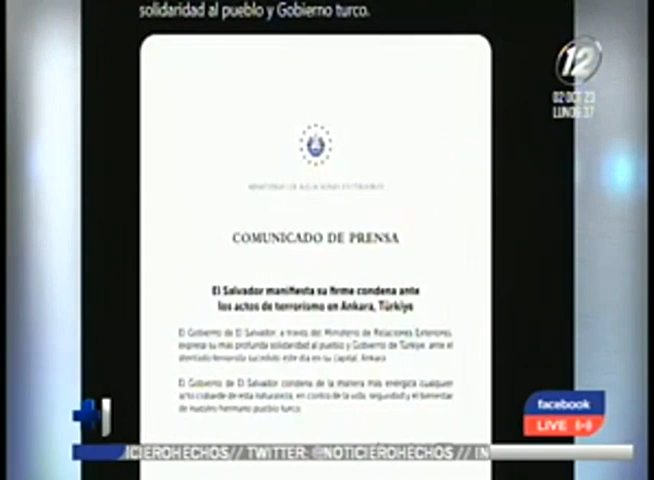 solidaridad al pueblo y Gobierno turco.
12
02 OCT 23
LUNES 37
MINISTERIO DE RELACIONES EXTERIORES
COMUNICADO DE PRENSA
El Salvador manifiesta su firme condena ante
los actos de terrorismo en Ankara, Türkiye
El Gobierno de El Salvador, a través del Ministerio de Relaciones Exteriores,
expresa su más profunda solidaridad al pueblo y Gobierno de Türkiye, ante el
atentado terrorista sucedido este día en su capital, Ankara.
El Gobierno de El Salvador condena de la manera más enérgica cualquier
acto cobarde de esta naturaleza, en contra de la vida, seguridad y el bienestar
de nuestro hermano pueblo turco.
facebook
LIVE
ICIEROHECHOS// TWITTER: @NOTICIEROHECHOS // IN